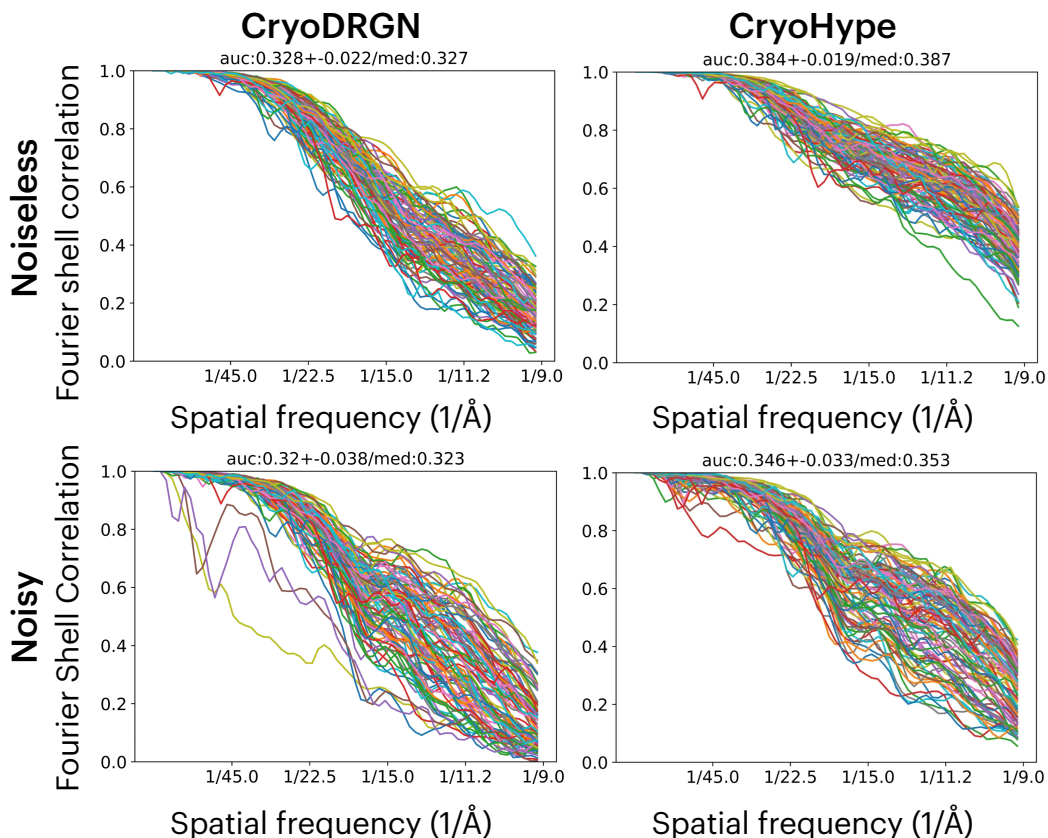 CryoDRGN
CryoHype
auc:0.328+-0.022/med:0.327
auc:0.384+-0.019/med:0.387
Noiseless
Fourier shell correlation
1.0
0.8
0.6
0.4
0.2
0.0
1/45.0 1/22.5 1/15.0 1/11.2 1/9.0
Spatial frequency (1/Å)
1.0
0.8
0.6
0.4
0.2
0.0
1/45.0 1/22.5 1/15.0 1/11.2 1/9.0
Spatial frequency (1/Å)
Noisy
Fourier Shell Correlation
auc:0.32+-0.038/med:0.323
1.0
0.8
0.6
0.4
0.2
0.0
1/45.0 1/22.5 1/15.0 1/11.2 1/9.0
Spatial frequency (1/Å)
auc:0.346+-0.033/med:0.353
1.0
0.8
0.6
0.4
0.2
0.0
1/45.0 1/22.5 1/15.0 1/11.2 1/9.0
Spatial frequency (1/Å)